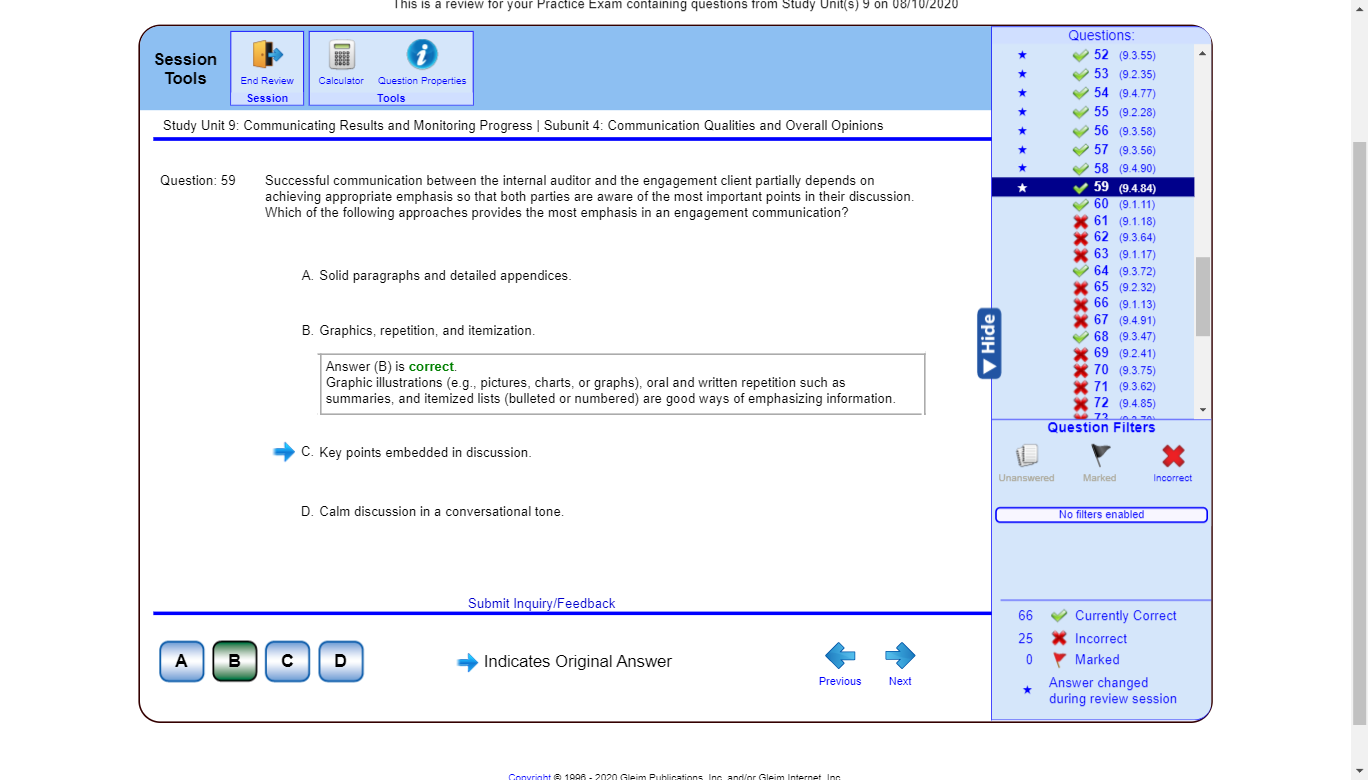 This is a review for your Practice Exam containing questions from Study Unit(s) 9 on 08/10/2020
Session Tools
End Review
Session
Calculator
Question Properties
Tools
Study Unit 9: Communicating Results and Monitoring Progress | Subunit 4: Communication Qualities and Overall Opinions
Question: 59
Successful communication between the internal auditor and the engagement client partially depends on
achieving appropriate emphasis so that both parties are aware of the most important points in their discussion.
Which of the following approaches provides the most emphasis in an engagement communication?
A. Solid paragraphs and detailed appendices.
B. Graphics, repetition, and itemization.
Answer (B) is correct.
Graphic illustrations (e.g., pictures, charts, or graphs), oral and written repetition such as
summaries, and itemized lists (bulleted or numbered) are good ways of emphasizing information.
C. Key points embedded in discussion.
D. Calm discussion in a conversational tone.
Submit Inquiry/Feedback
A
B
C
D
Indicates Original Answer
Previous
Next
Questions:
52 (9.3.55)
53 (9.2.35)
54 (9.4.77)
55 (9.2.28)
56 (9.3.58)
57 (9.3.56)
58 (9.4.90)
59 (9.4.84)
60 (9.1.11)
61 (9.1.18)
62 (9.3.64)
63 (9.1.17)
64 (9.3.72)
65 (9.2.32)
66 (9.1.13)
67 (9.4.91)
68 (9.3.47)
69 (9.2.41)
70 (9.3.75)
71 (9.3.62)
72 (9.4.85)
73
Hide
Question Filters
Unanswered
Marked
Incorrect
No filters enabled
66 Currently Correct
25 Incorrect
0 Marked
Answer changed
during review session
Copyright © 1996 - 2020 Gleim Publications, Inc. and/or Gleim Internet, Inc.